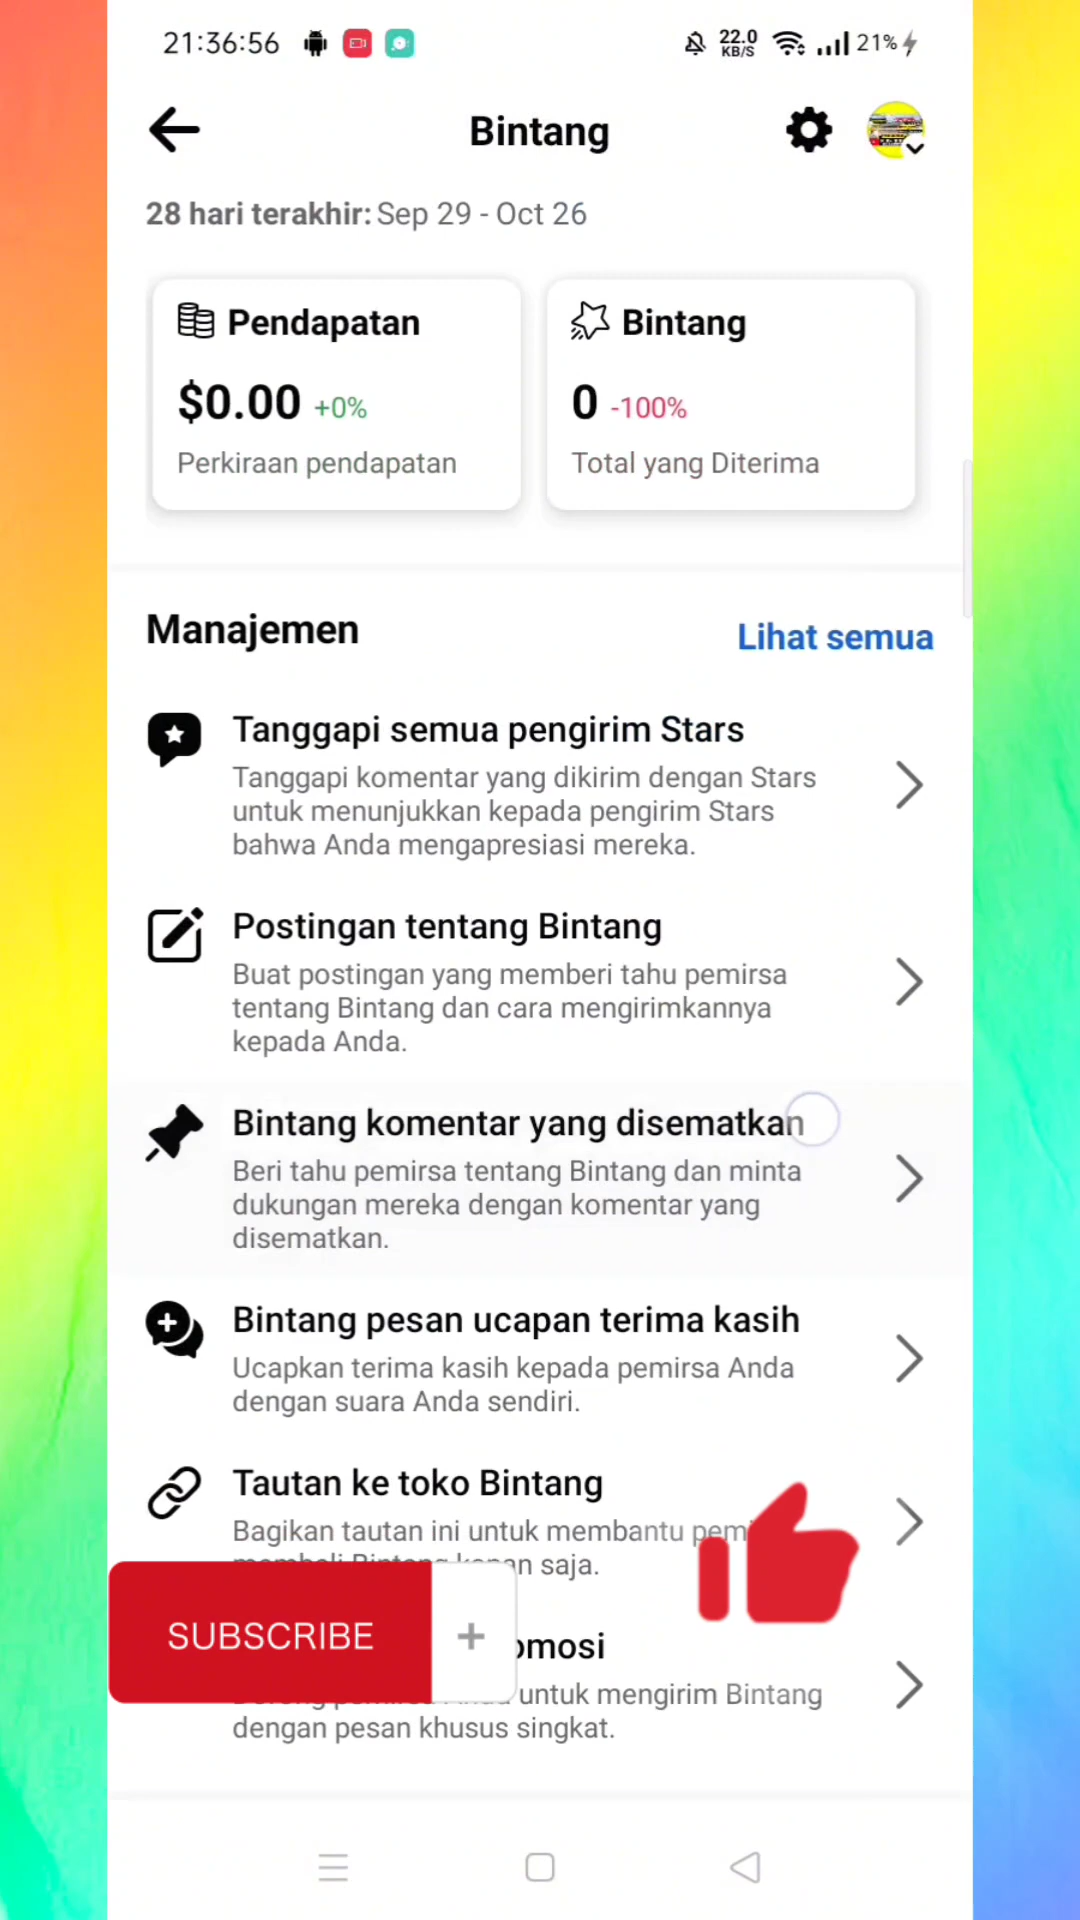 21:36:56
22.0
KB/S
21%
Bintang
28 hari terakhir: Sep 29 - Oct 26
Pendapatan
$0.00 +0%
Perkiraan pendapatan
Bintang
0 -100%
Total yang Diterima
Manajemen
Lihat semua
Tanggapi semua pengirim Stars
Tanggapi komentar yang dikirim dengan Stars
untuk menunjukkan kepada pengirim Stars
bahwa Anda mengapresiasi mereka.
Postingan tentang Bintang
Buat postingan yang memberi tahu pemirsa
tentang Bintang dan cara mengirimkannya
kepada Anda.
Bintang komentar yang disematkan
Beri tahu pemirsa tentang Bintang dan minta
dukungan mereka dengan komentar yang
disematkan.
Bintang pesan ucapan terima kasih
Ucapkan terima kasih kepada pemirsa Anda
dengan suara Anda sendiri.
Tautan ke toko Bintang
Bagikan tautan ini untuk membantu pemi
saja.
SUBSCRIBE +
omosi
untuk mengirim Bintang
dengan pesan khusus singkat.